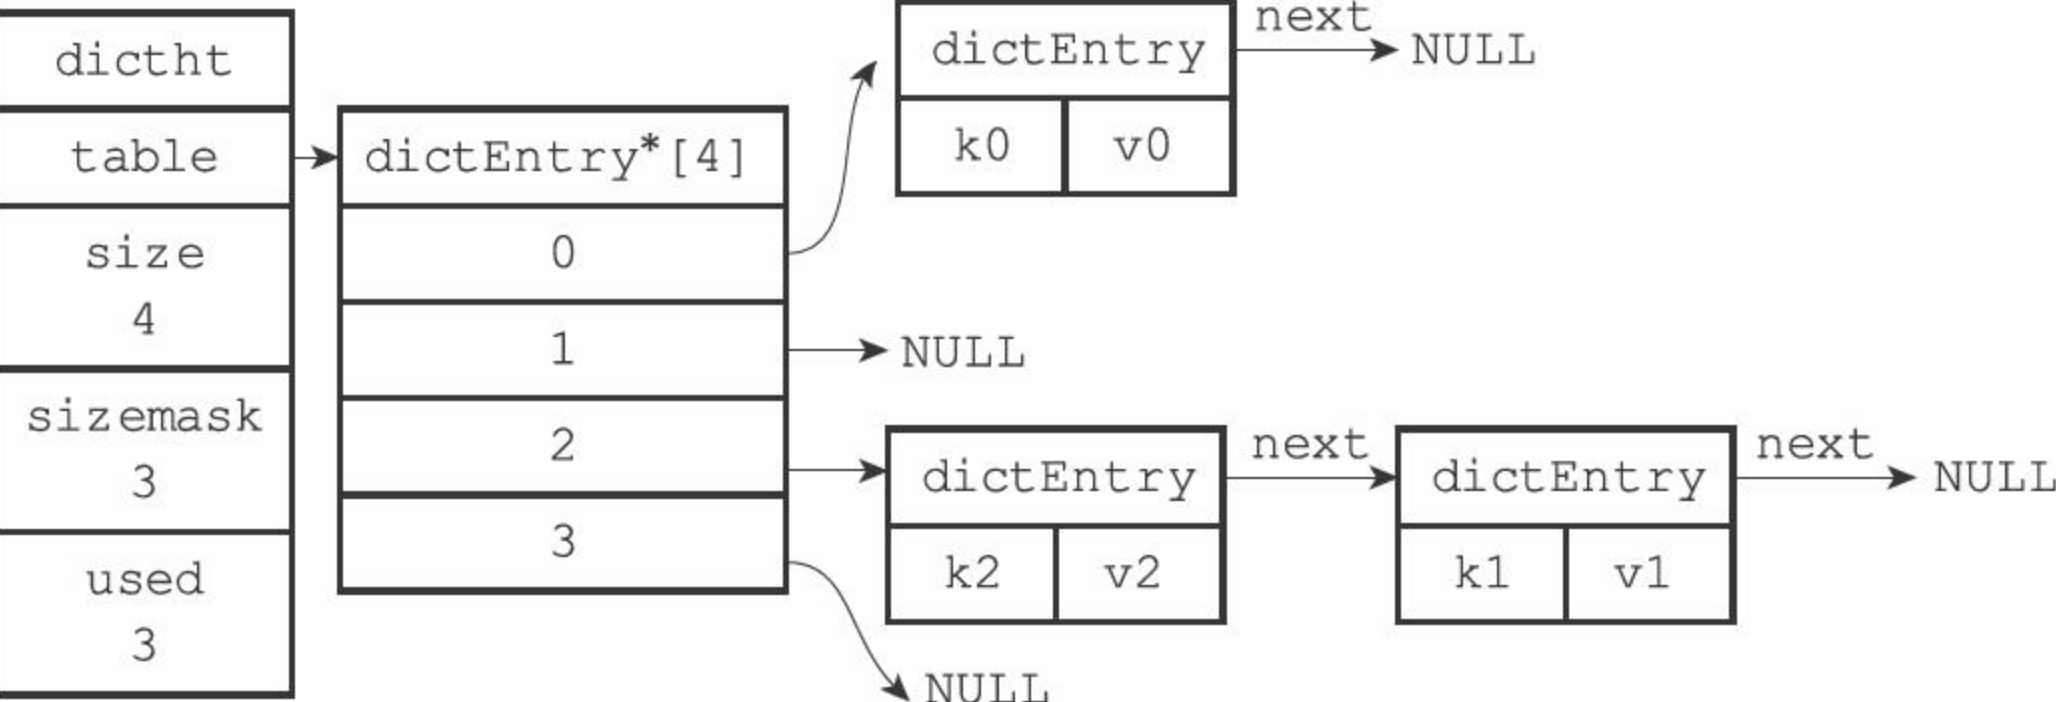 dictht
table
size
4
sizemask
3
used
3
dictEntry*[4]
0
1
2
3
dictEntry
k0 v0
next
NULL
NULL
dictEntry
k2 v2
next
dictEntry
k1 v1
next
NULL
NULL